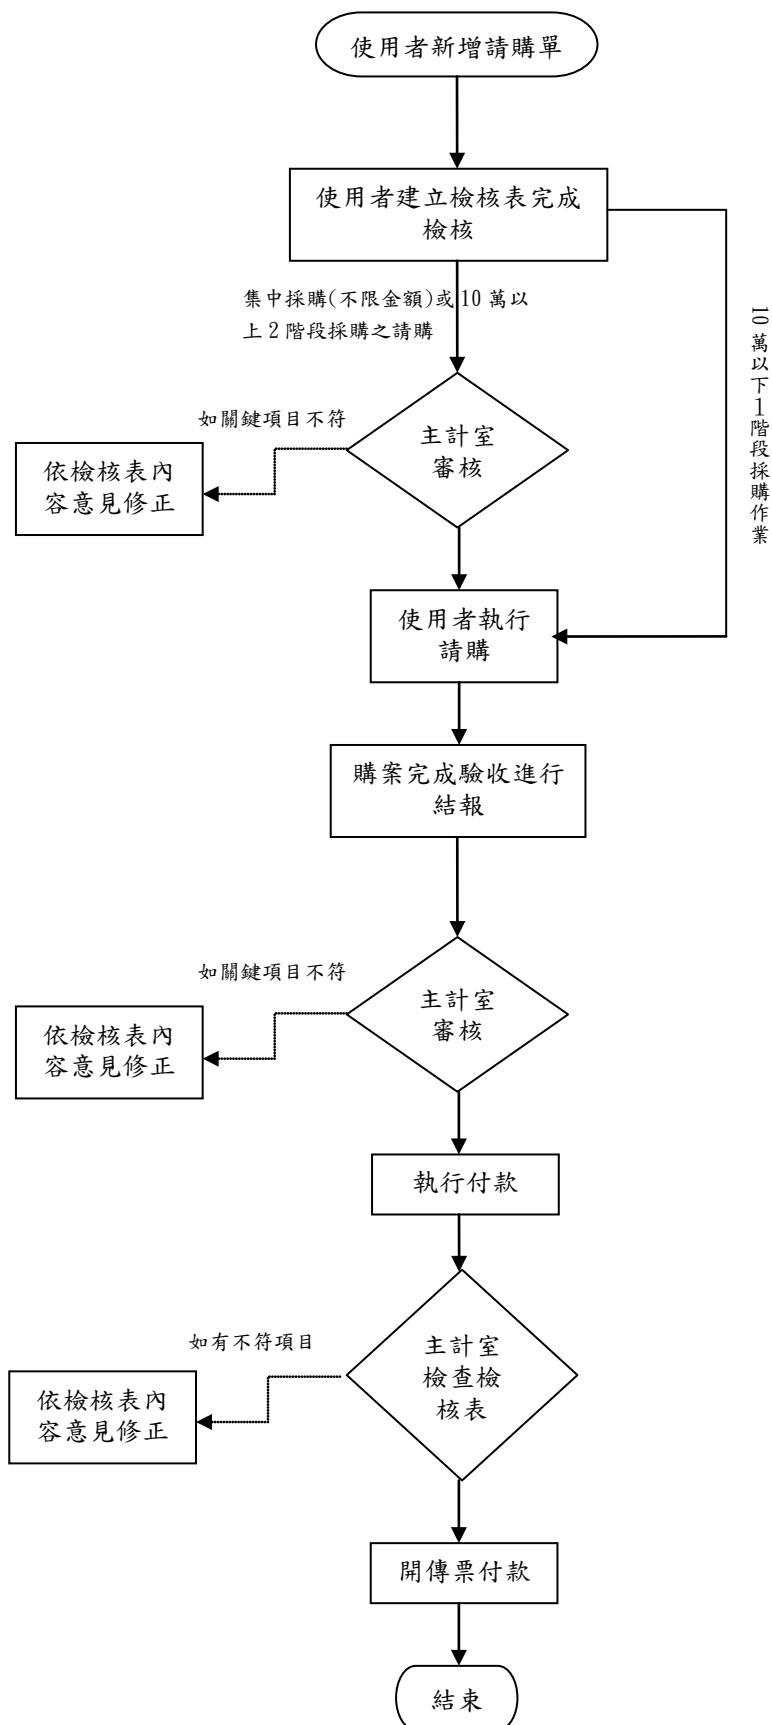 使用者新增請購單
使用者建立檢核表完成
檢核
集中採購(不限金額)或10萬以
上2階段採購之請購
10萬以下1階段採購作業
如關鍵項目不符
主計室
審核
依檢核表內
容意見修正
使用者執行
請購
購案完成驗收進行
結報
如關鍵項目不符
主計室
審核
依檢核表內
容意見修正
執行付款
如有不符項目
主計室
檢查檢
核表
依檢核表內
容意見修正
開傳票付款
結束